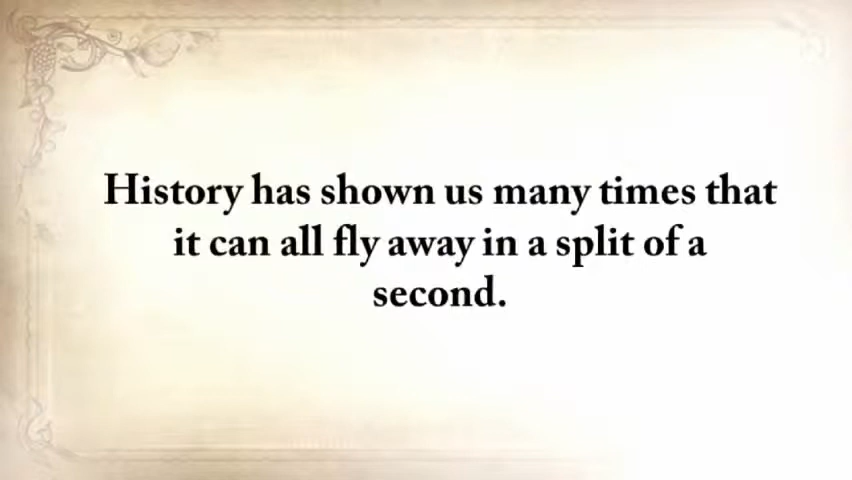 History has shown us many times that
it can all fly away in a split of a
second.